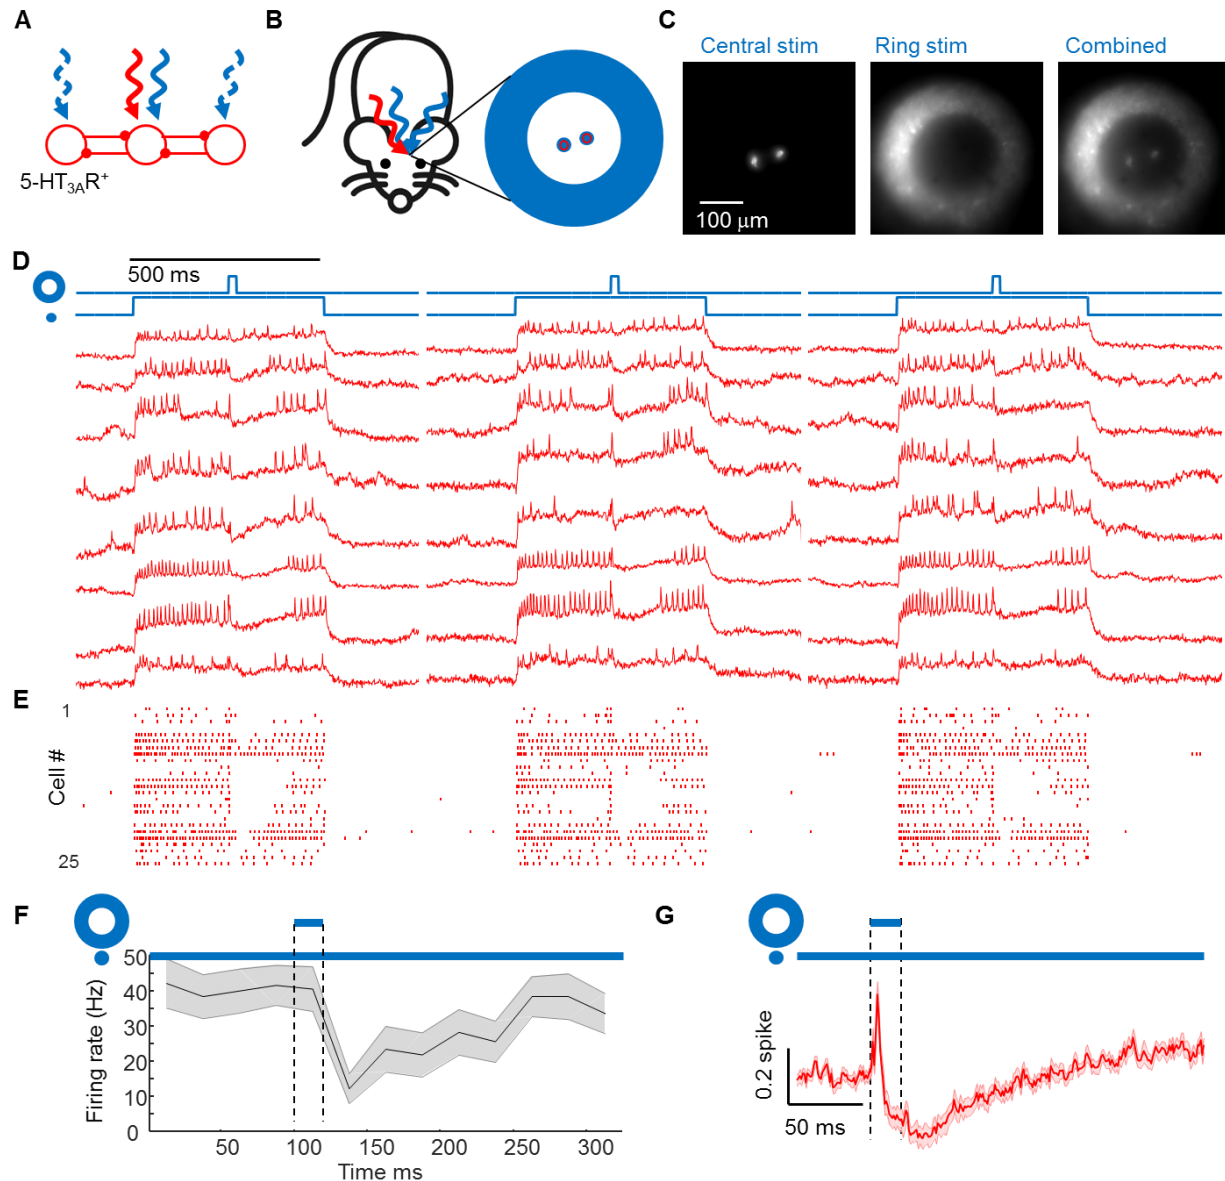 A
B
C
Central stim
Ring stim
Combined
5-HT3AR+
100 μm
D
500 ms
E
1
Cell #
25
F
G
50
40
30
20
10
0
Firing rate (Hz)
50
100
150
200
250
300
Time ms
0.2 spike
50 ms